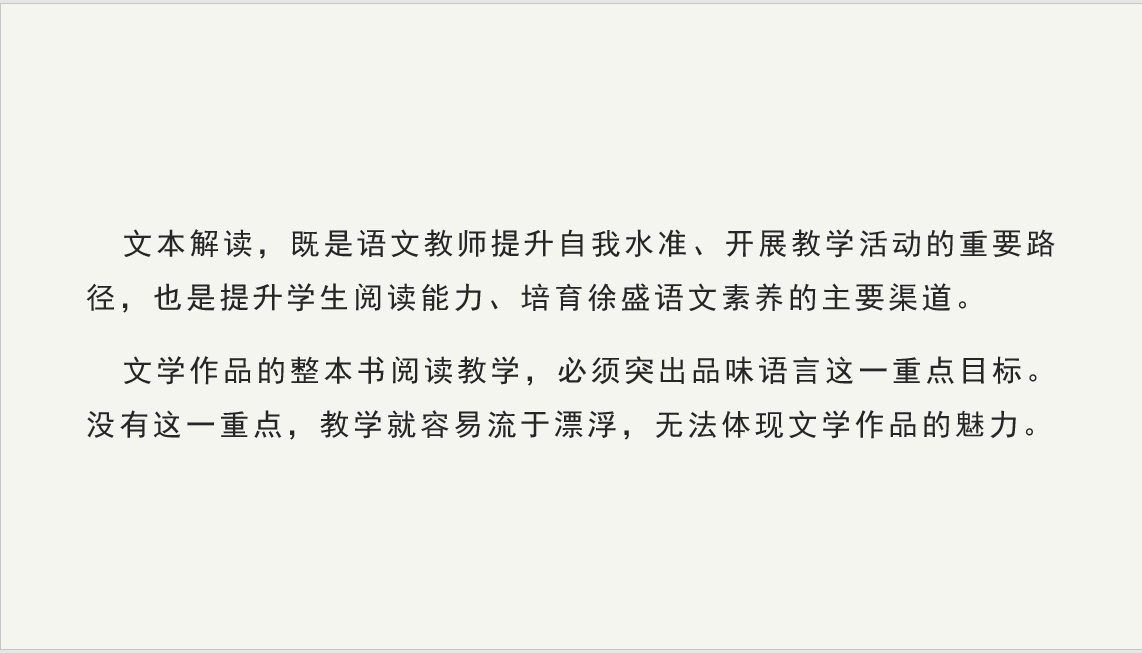 文本解读，既是语文教师提升自我水准、开展教学活动的重要路
径，也是提升学生阅读能力、培育徐盛语文素养的主要渠道。
文学作品的整本书阅读教学，必须突出品味语言这一重点目标。
没有这一重点，教学就容易流于漂浮，无法体现文学作品的魅力。